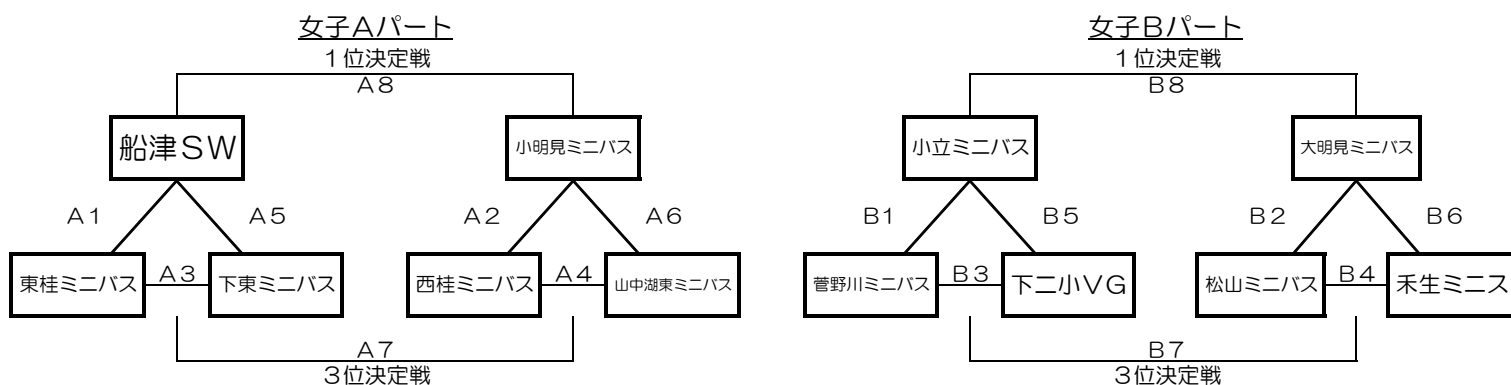 女子Aパート
1位決定戦
A8
船津SW
小明見ミニバス
A1
A5
A2
A6
東桂ミニバス
A3
下東ミニバス
西桂ミニバス
A4
山中湖東ミニバス
A7
3位決定戦
女子Bパート
1位決定戦
B8
小立ミニバス
大明見ミニバス
B1
B5
B2
B6
菅野川ミニバス
B3
下二小VG
松山ミニバス
B4
禾生ミニス
B7
3位決定戦